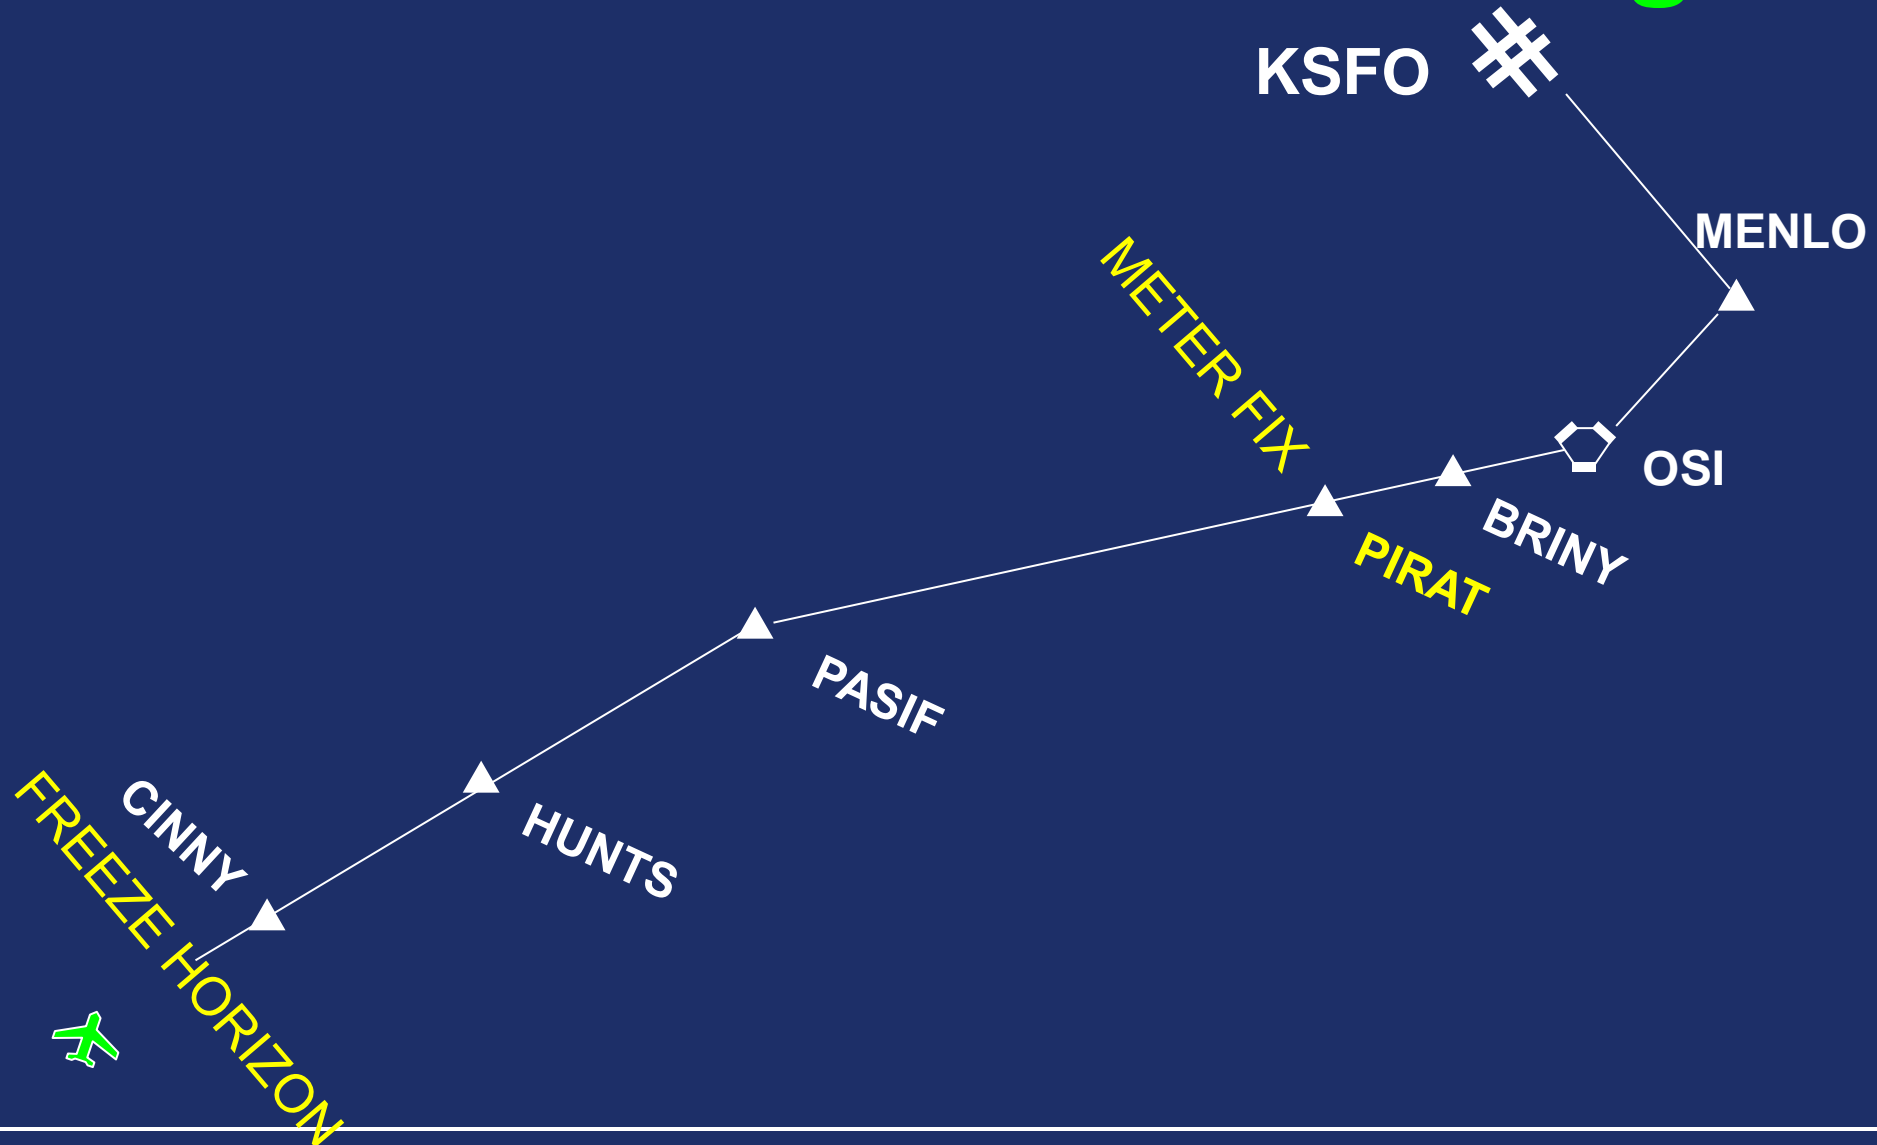 KSFO
MENLO
METER FIX
OSI
BRINY
PIRAT
PASIF
CINNY
HUNTS
FREEZE HORIZON